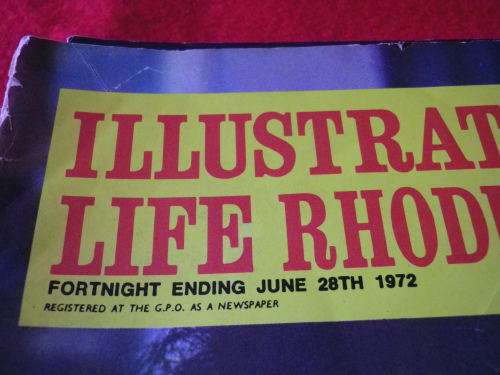 ILLUSTRAT
LIFE RHOD
FORTNIGHT ENDING JUNE 28TH 1972
REGISTERED AT THE G.P.O. AS A NEWSPAPER